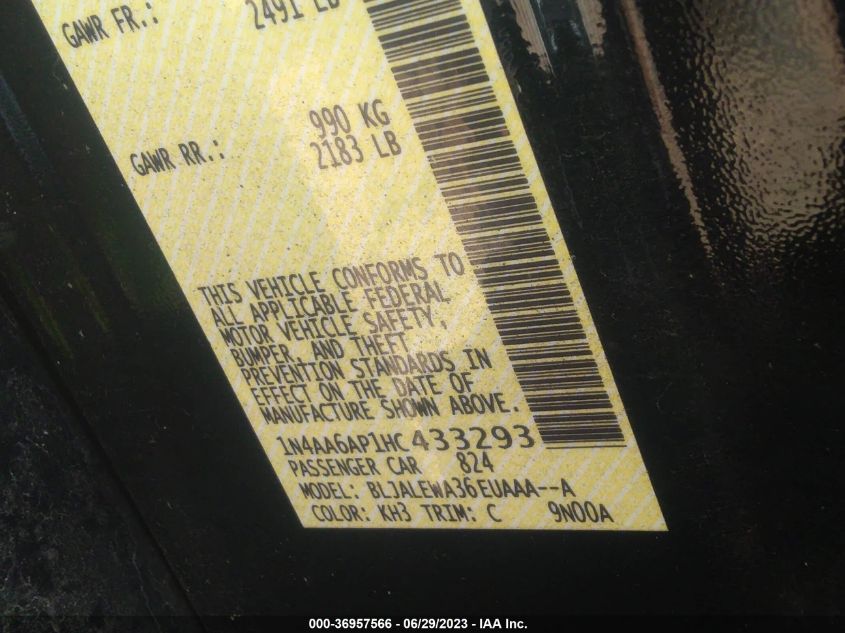 GAWR FR.: 2491 LB
990 KG
GAWR RR.: 2183 LB
THIS VEHICLE CONFORMS TO
ALL APPLICABLE FEDERAL
MOTOR VEHICLE SAFETY,
BUMPER, AND THEFT
PREVENTION STANDARDS IN
EFFECT ON THE DATE OF
MANUFACTURE SHOWN ABOVE.
1N4AA6AP1HC433293
PASSENGER CAR 824
MODEL: BLJALEWA36EUAAA--A
COLOR: KH3 TRIM: C 9N00A
000-36957566 - 06/29/2023 - IAA Inc.